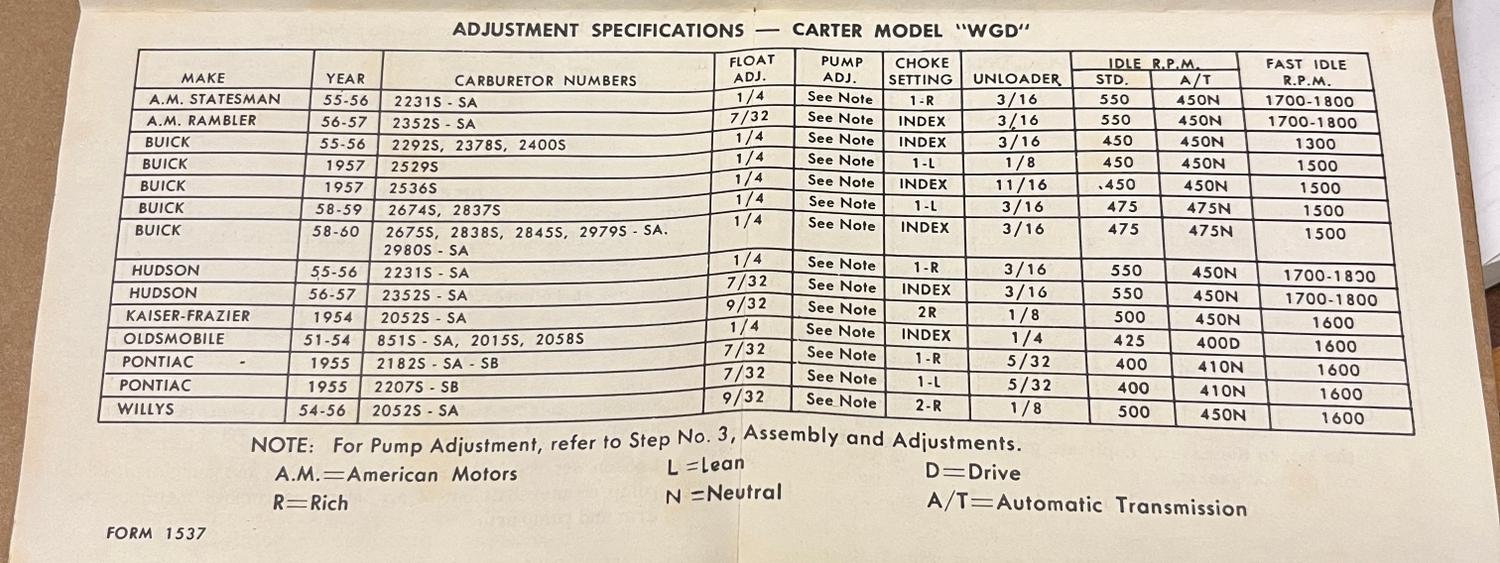 ADJUSTMENT SPECIFICATIONS — CARTER MODEL "WGD"
MAKE YEAR CARBURETOR NUMBERS FLOAT ADJ. PUMP ADJ. CHOKE SETTING UNLOADER IDLE R.P.M. STD. A/T FAST IDLE R.P.M.
A.M. STATESMAN 55-56 2231S - SA 1/4 See Note 1-R 3/16 550 450N 1700-1800
A.M. RAMBLER 56-57 2352S - SA 7/32 See Note INDEX 3/16 550 450N 1700-1800
BUICK 55-56 2292S, 2378S, 2400S 1/4 See Note INDEX 3/16 450 450N 1300
BUICK 1957 2529S 1/4 See Note 1-L 1/8 450 450N 1500
BUICK 1957 2536S 1/4 See Note INDEX 11/16 .450 450N 1500
BUICK 58-59 2674S, 2837S 1/4 See Note 1-L 3/16 475 475N 1500
BUICK 58-60 2675S, 2838S, 2845S, 2979S - SA. 1/4 See Note INDEX 3/16 475 475N 1500
2980S - SA
HUDSON 55-56 2231S - SA 1/4 See Note 1-R 3/16 550 450N 1700-1800
HUDSON 56-57 2352S - SA 7/32 See Note INDEX 3/16 550 450N 1700-1800
KAISER-FRAZIER 1954 2052S - SA 9/32 See Note 2R 1/8 500 450N 1600
OLDSMOBILE 51-54 851S - SA, 2015S, 2058S 1/4 See Note INDEX 1/4 425 400D 1600
PONTIAC - 1955 2182S - SA - SB 7/32 See Note 1-R 5/32 400 410N 1600
PONTIAC 1955 2207S - SB 7/32 See Note 1-L 5/32 400 410N 1600
WILLYS 54-56 2052S - SA 9/32 See Note 2-R 1/8 500 450N 1600
NOTE: For Pump Adjustment, refer to Step No. 3, Assembly and Adjustments.
A.M.=American Motors L=Lean D=Drive
R=Rich N=Neutral A/T=Automatic Transmission
FORM 1537